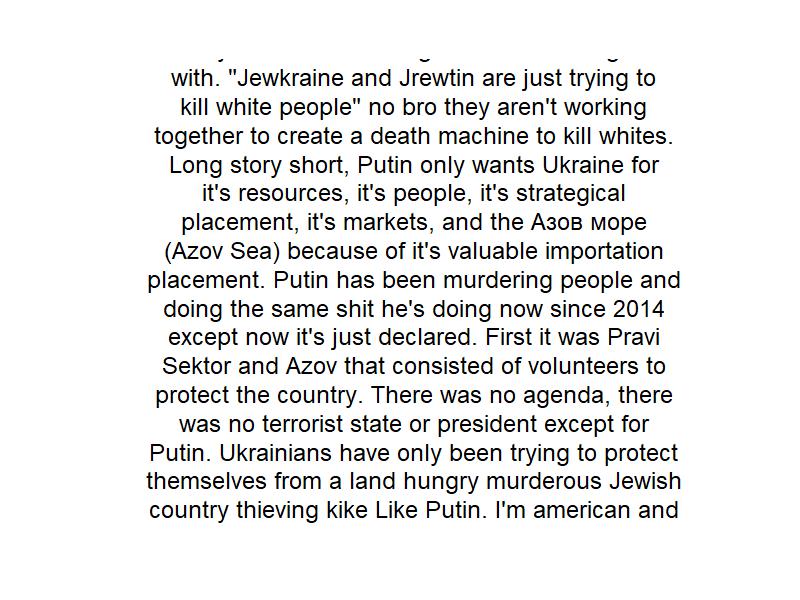 with. "Jewkraine and Jrewtin are just trying to
kill white people" no bro they aren't working
together to create a death machine to kill whites.
Long story short, Putin only wants Ukraine for
it's resources, it's people, it's strategical
placement, it's markets, and the Азов море
(Azov Sea) because of it's valuable importation
placement. Putin has been murdering people and
doing the same shit he's doing now since 2014
except now it's just declared. First it was Pravi
Sektor and Azov that consisted of volunteers to
protect the country. There was no agenda, there
was no terrorist state or president except for
Putin. Ukrainians have only been trying to protect
themselves from a land hungry murderous Jewish
country thieving kike Like Putin. I'm american and